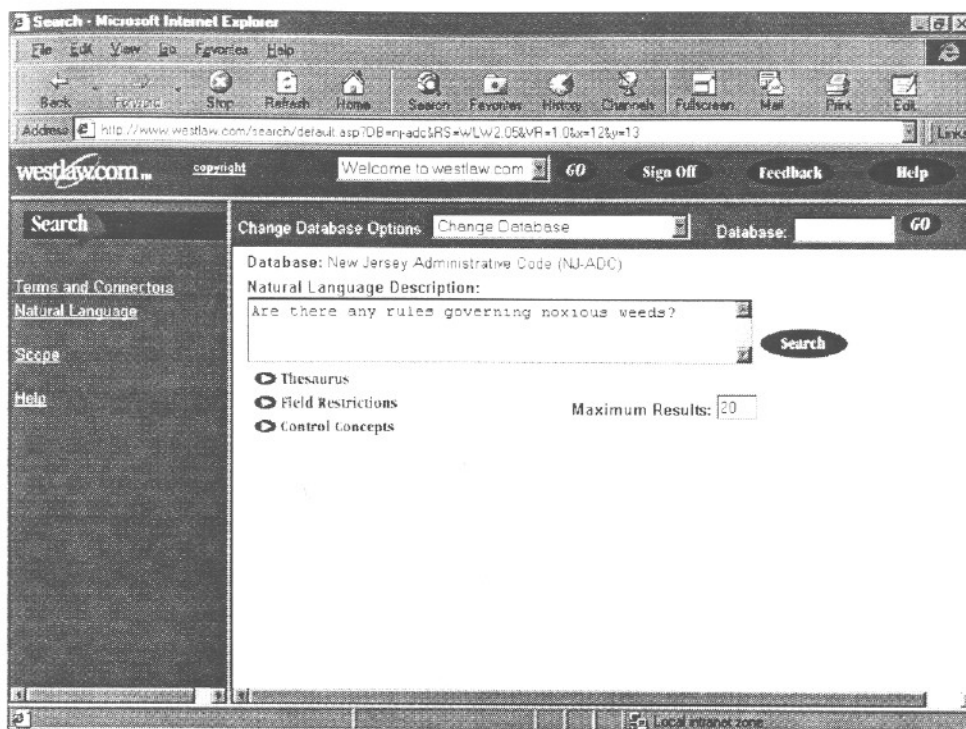 Search - Microsoft Internet Explorer
File Edit View Go Favorites Help
Back Forward Stop Refresh Home Search Favorites History Channels Fullscreen Mail Print Edit
Address http://www.westlaw.com/search/default.asp?DB=nj-adc&RS=WLW2.05&VR=1.0&x=12&y=13 Links
westlaw.com™ copyright Welcome to westlaw.com GO Sign Off Feedback Help
Search Change Database Options: Change Database Database: GO
Database: New Jersey Administrative Code (NJ-ADC)
Terms and Connectors Natural Language Description:
Natural Language Are there any rules governing noxious weeds?
Search
Scope
Thesaurus
Help Field Restrictions Maximum Results: 20
Control Concepts
Local intranet zone